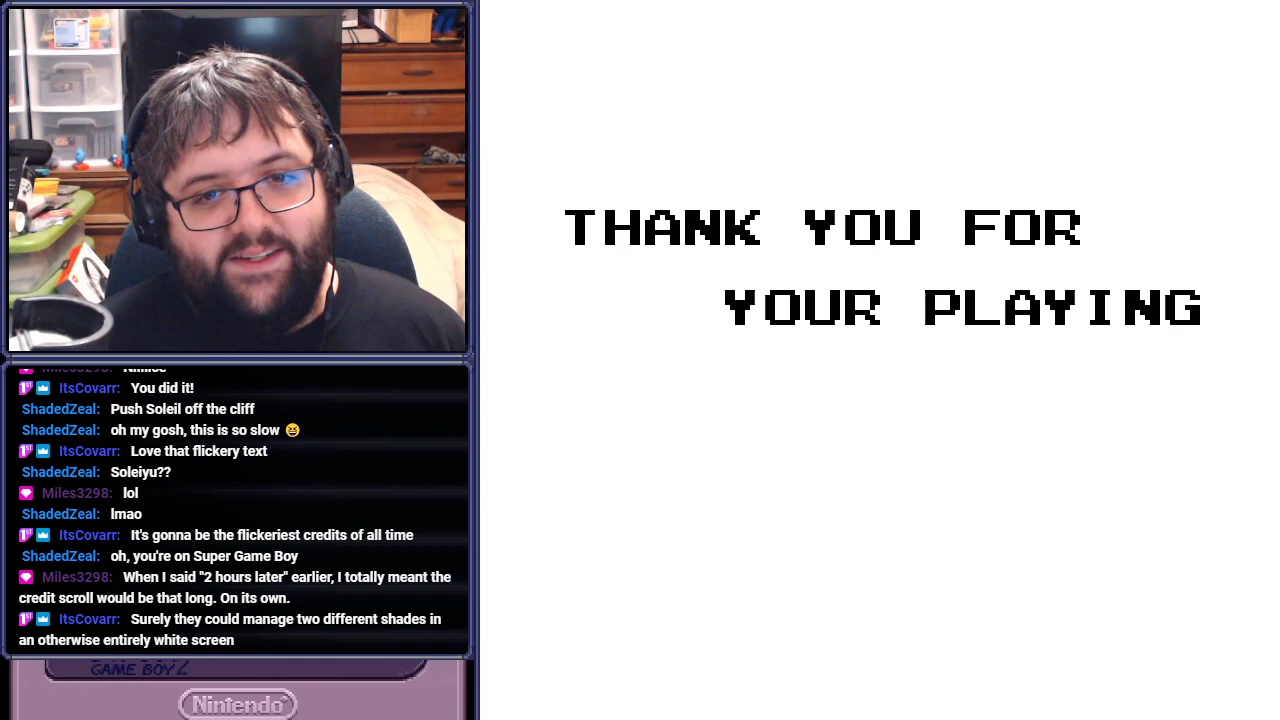 THANK YOU FOR
YOUR PLAYING
Miles3298: Nimise
ItsCovarr: You did it!
ShadedZeal: Push Soleil off the cliff
ShadedZeal: oh my gosh, this is so slow 😆
ItsCovarr: Love that flickery text
ShadedZeal: Soleiyu??
Miles3298: lol
ShadedZeal: lmao
ItsCovarr: It's gonna be the flickeriest credits of all time
ShadedZeal: oh, you're on Super Game Boy
Miles3298: When I said "2 hours later" earlier, I totally meant the
credit scroll would be that long. On its own.
ItsCovarr: Surely they could manage two different shades in
an otherwise entirely white screen
GAME BOY 2
Nintendo